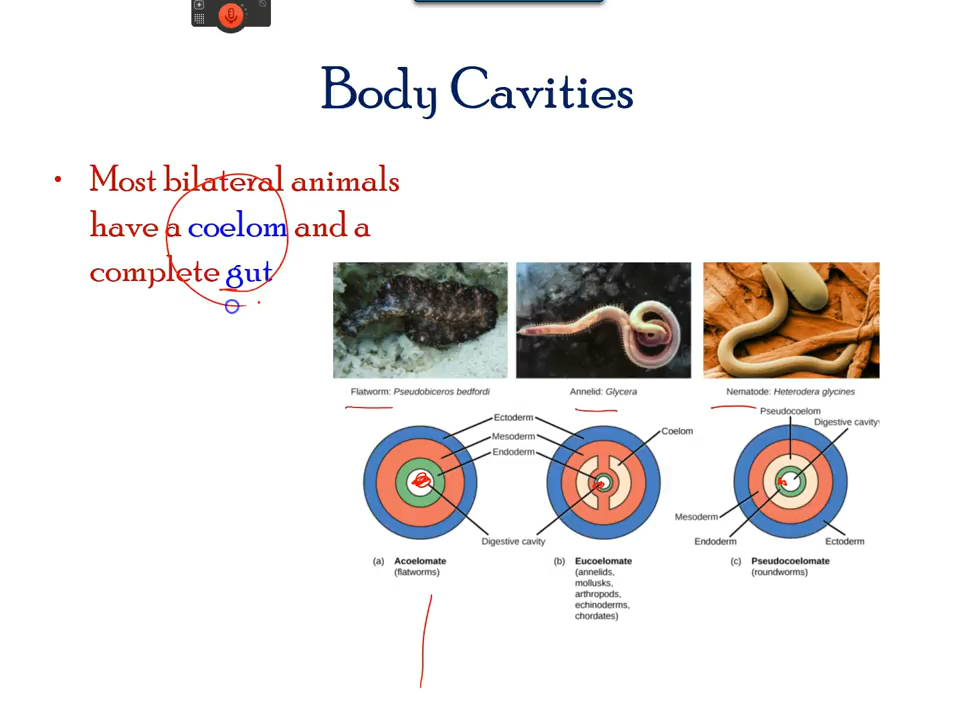 Body Cavities
• Most bilateral animals
have a coelom and a
complete gut
Flatworm: Pseudobiceros bedfordi
Annelid: Glycera
Nematode: Heterodera glycines
Ectoderm
Mesoderm
Endoderm
Digestive cavity
Coelom
Pseudocoelom
Digestive cavity
Mesoderm
Endoderm
Ectoderm
(a) Acoelomate
(flatworms)
(b) Eucoelomate
(annelids,
mollusks,
arthropods,
echinoderms,
chordates)
(c) Pseudocoelomate
(roundworms)